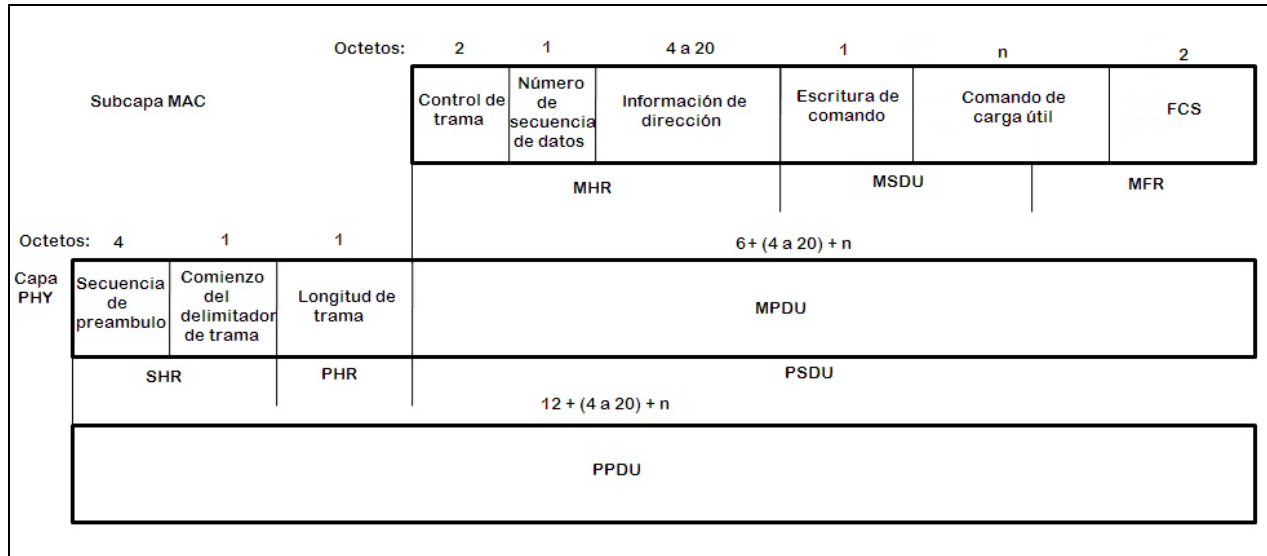 Octetos: 2 1 4 a 20 1 n 2
Subcapa MAC
Control de
trama
Número
de
secuencia
de datos
Información de
dirección
Escritura de
comando
Comando de
carga útil
FCS
MHR MSDU MFR
Octetos: 4 1 1 6+ (4 a 20) + n
Capa
PHY
Secuencia
de
preambulo
Comienzo
del
delimitador
de trama
Longitud de
trama
MPDU
SHR PHR PSDU
12 + (4 a 20) + n
PPDU